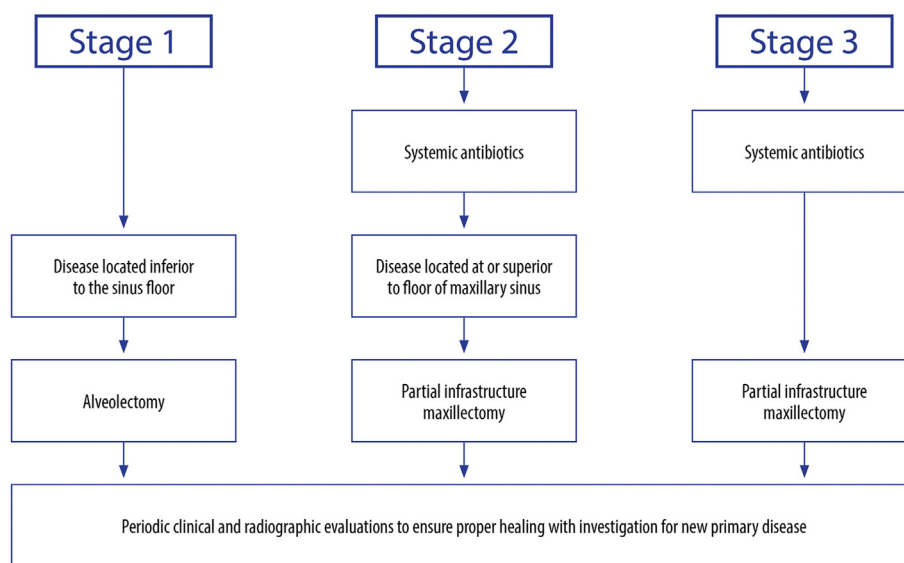 Stage 1
Stage 2
Stage 3
Systemic antibiotics
Systemic antibiotics
Disease located inferior
to the sinus floor
Disease located at or superior
to floor of maxillary sinus
Alveolectomy
Partial infrastructure
maxillectomy
Partial infrastructure
maxillectomy
Periodic clinical and radiographic evaluations to ensure proper healing with investigation for new primary disease